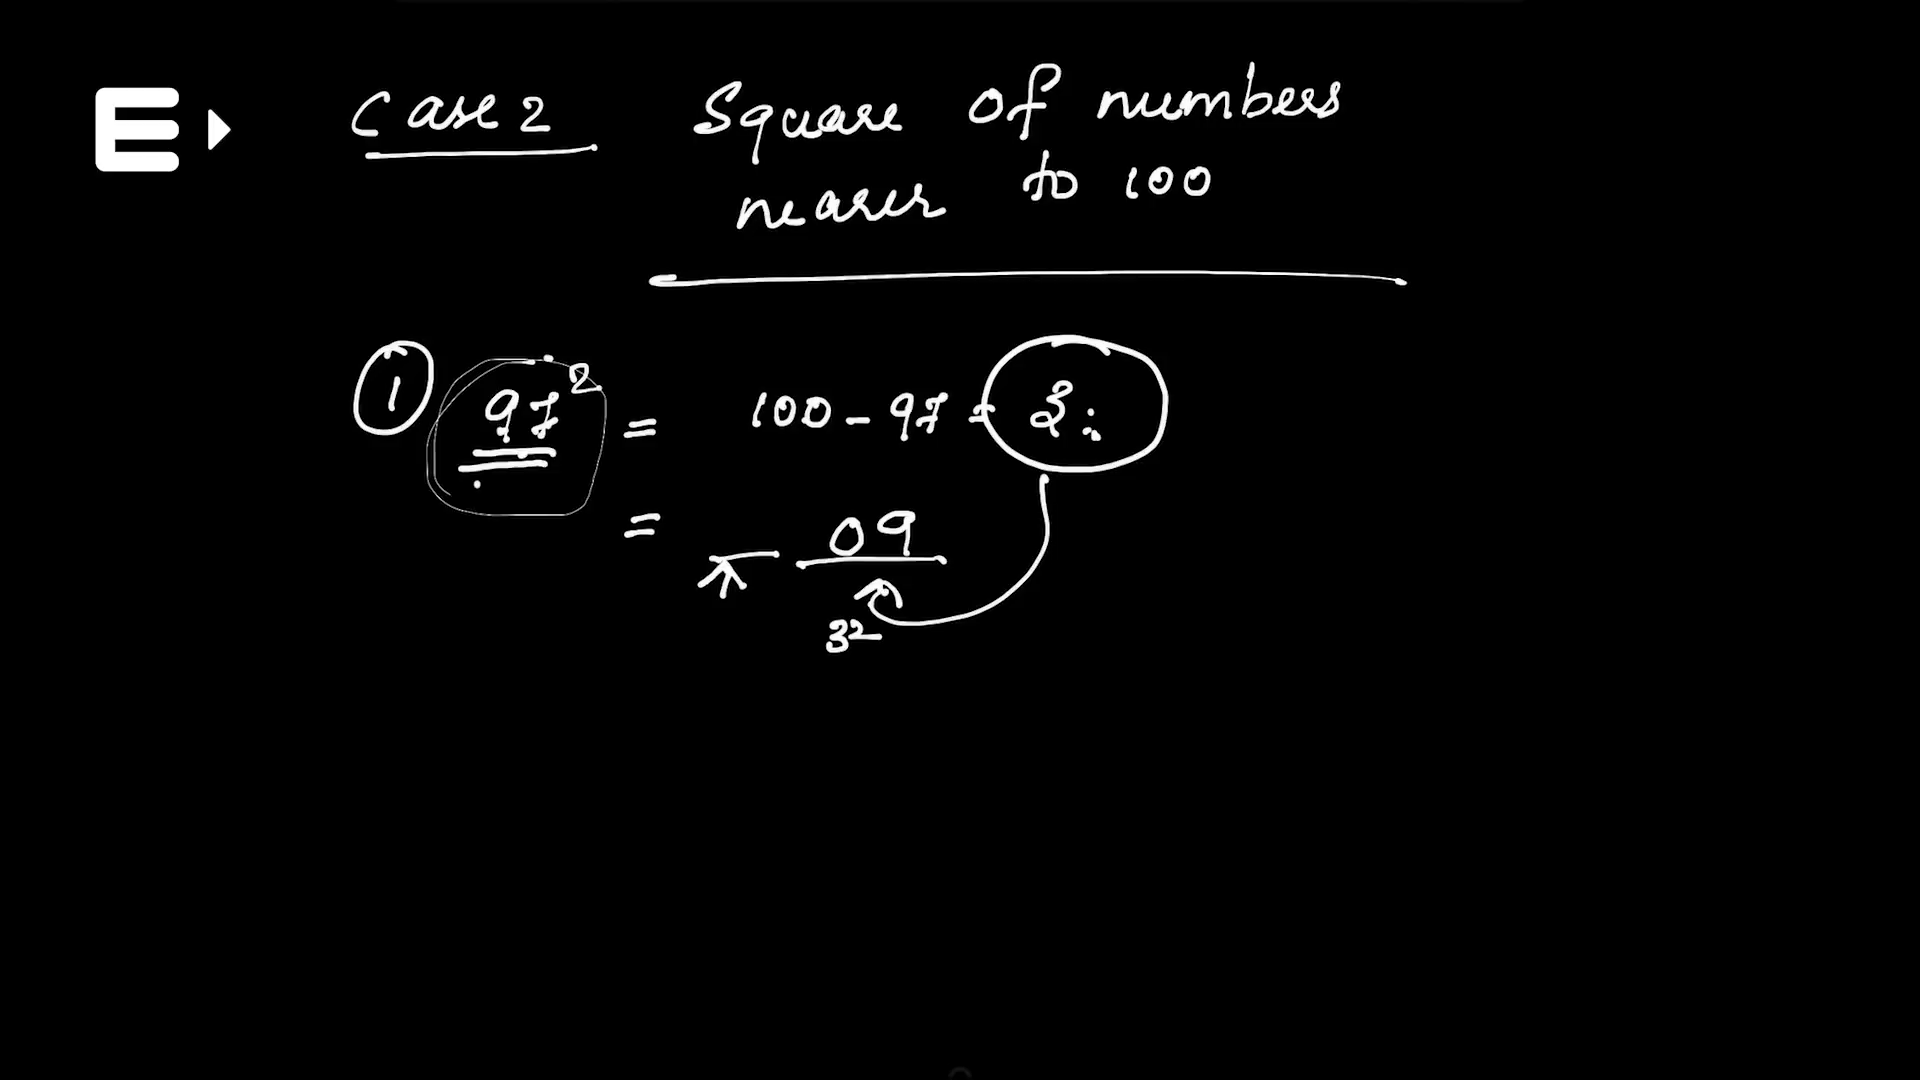 E
Case 2 Square of numbers
nearer to 100
1 97² = 100 - 97 = 3
= 09
3²